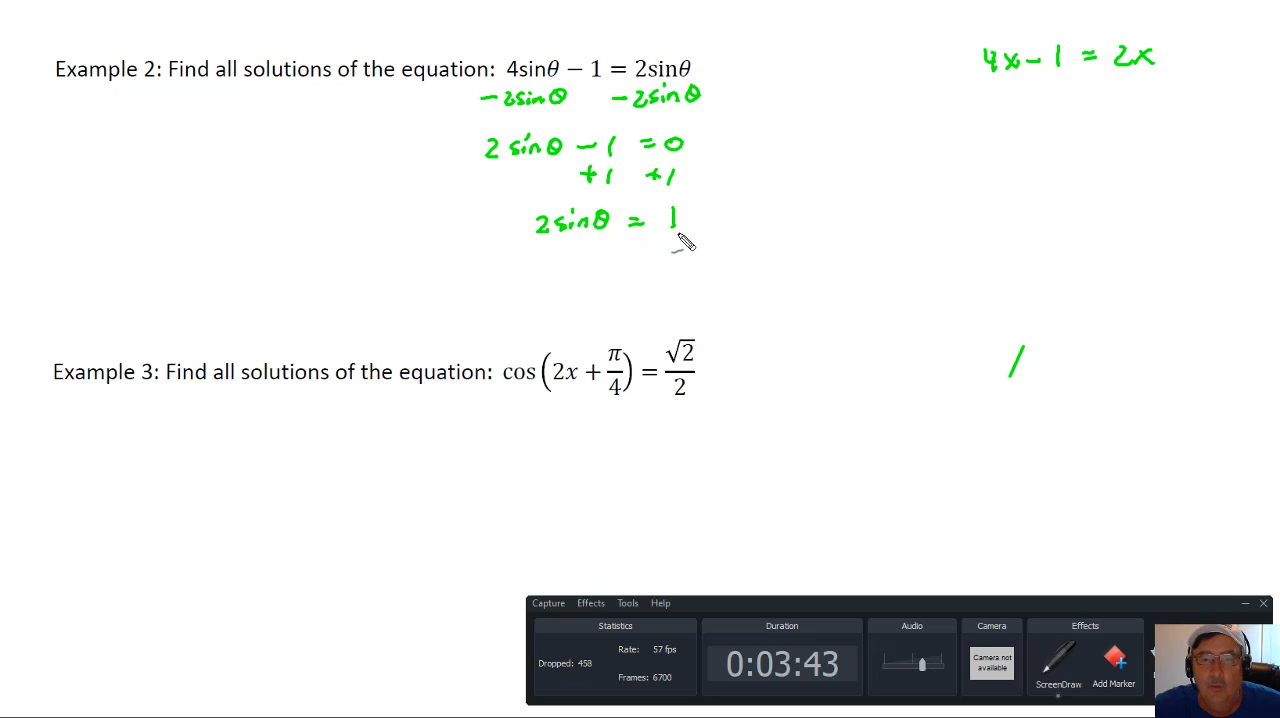 Example 2: Find all solutions of the equation: 4sinθ − 1 = 2sinθ
4x − 1 = 2x
−2sinθ −2sinθ
2 sinθ − 1 = 0
+1 +1
2sinθ = 1
Example 3: Find all solutions of the equation: cos(2x + π/4) = √2/2
Capture Effects Tools Help
Statistics Duration Audio Camera Effects
Dropped: 458
Rate: 57 fps
Frames: 6700
0:03:43
Camera not available
ScreenDraw
Add Marker